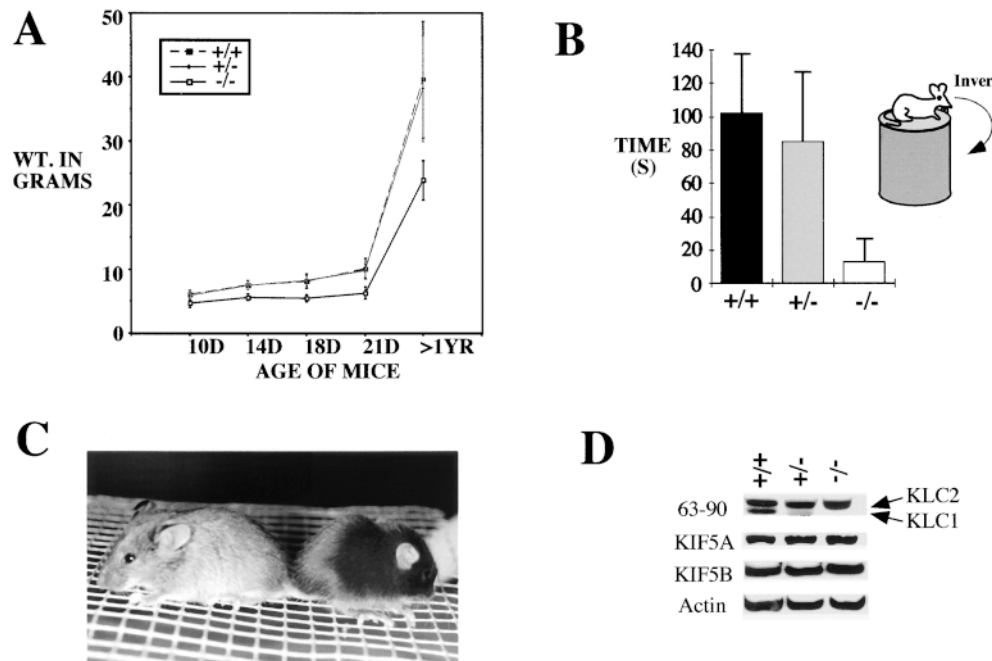 A
50
40
30
20
10
0
WT. IN
GRAMS
+/+
+/-
-/-
10D 14D 18D 21D >1YR
AGE OF MICE
B
140
120
100
80
60
40
20
0
TIME
(S)
+/+ +/- -/-
Inver
C
D
+/+ -/+ -/-
63-90
KLC2
KLC1
KIF5A
KIF5B
Actin